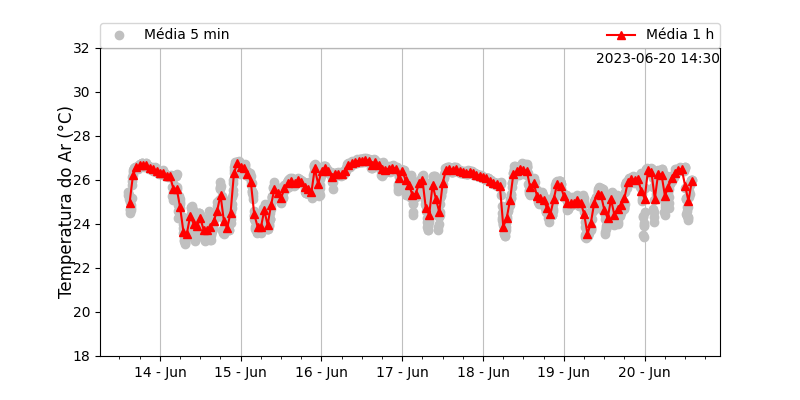 Média 5 min
Média 1 h
2023-06-20 14:30
Temperatura do Ar (°C)
32
30
28
26
24
22
20
18
14 - Jun
15 - Jun
16 - Jun
17 - Jun
18 - Jun
19 - Jun
20 - Jun